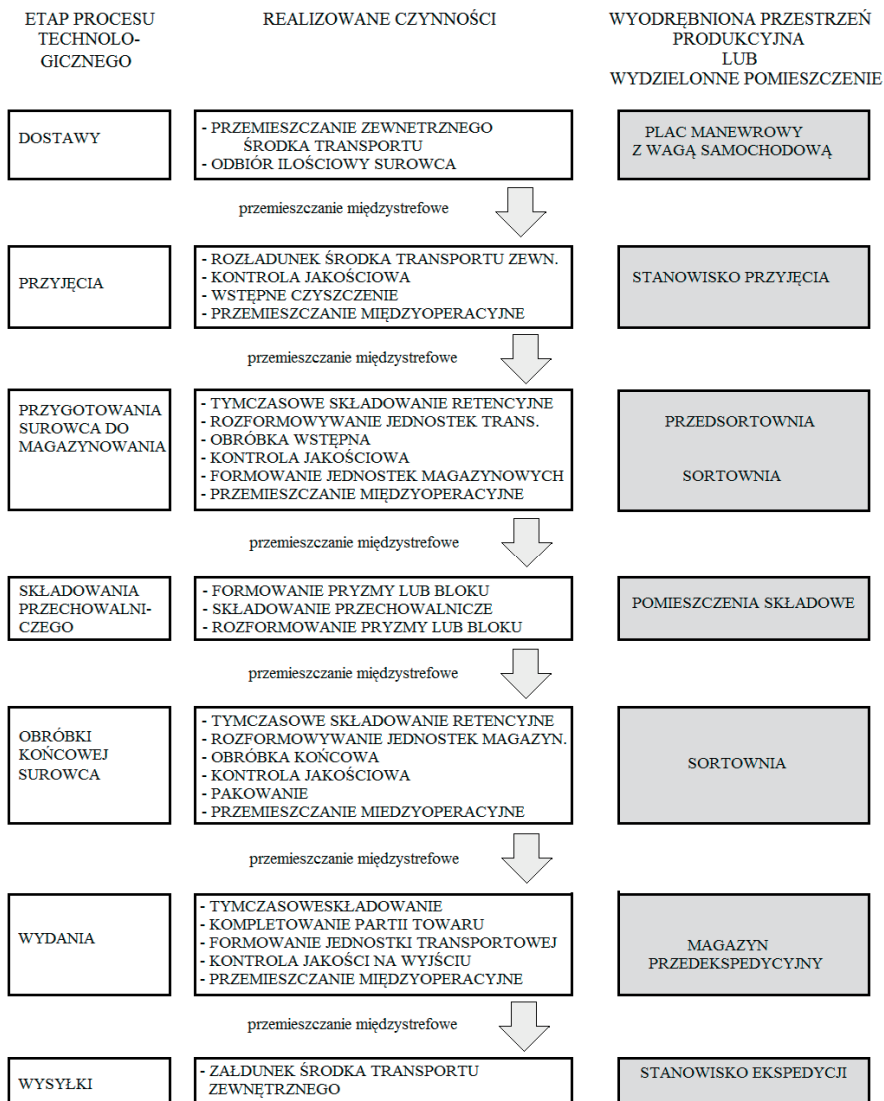 ETAP PROCESU
TECHNOLO-
GICZNEGO
REALIZOWANE CZYNNOŚCI
WYODRĘBNIONA PRZESTRZEŃ
PRODUKCYJNA
LUB
WYDZIELONNE POMIESZCZENIE
DOSTAWY
- PRZEMIESZCZANIE ZEWNETRZNEGO
ŚRODKA TRANSPORTU
- ODBIÓR ILOŚCIOWY SUROWCA
PLAC MANEWROWY
Z WAGĄ SAMOCHODOWĄ
przemieszczanie międzystrefowe
PRZYJĘCIA
- ROZŁADUNEK ŚRODKA TRANSPORTU ZEWN.
- KONTROLA JAKOŚCIOWA
- WSTĘPNE CZYSZCZENIE
- PRZEMIESZCZANIE MIĘDZYOPERACYJNE
STANOWISKO PRZYJĘCIA
przemieszczanie międzystrefowe
PRZYGOTOWANIA
SUROWCA DO
MAGAZYNOWANIA
- TYMCZASOWE SKŁADOWANIE RETENCYJNE
- ROZFORMOWYWANIE JEDNOSTEK TRANS.
- OBRÓBKA WSTĘPNA
- KONTROLA JAKOŚCIOWA
- FORMOWANIE JEDNOSTEK MAGAZYNOWYCH
- PRZEMIESZCZANIE MIĘDZYOPERACYJNE
PRZEDSORTOWNIA
SORTOWNIA
przemieszczanie międzystrefowe
SKŁADOWANIA
PRZECHOWALNI-
CZEGO
- FORMOWANIE PRYZMY LUB BLOKU
- SKŁADOWANIE PRZECHOWALNICZE
- ROZFORMOWANIE PRYZMY LUB BLOKU
POMIESZCZENIA SKŁADOWE
przemieszczanie międzystrefowe
OBRÓBKI
KOŃCOWEJ
SUROWCA
- TYMCZASOWE SKŁADOWANIE RETENCYJNE
- ROZFORMOWYWANIE JEDNOSTEK MAGAZYN.
- OBRÓBKA KOŃCOWA
- KONTROLA JAKOŚCIOWA
- PAKOWANIE
- PRZEMIESZCZANIE MIEDZYOPERACYJNE
SORTOWNIA
przemieszczanie międzystrefowe
WYDANIA
- TYMCZASOWESKŁADOWANIE
- KOMPLETOWANIE PARTII TOWARU
- FORMOWANIE JEDNOSTKI TRANSPORTOWEJ
- KONTROLA JAKOŚCI NA WYJŚCIU
- PRZEMIESZCZANIE MIĘDZYOPERACYJNE
MAGAZYN
PRZEDEKSPEDYCYJNY
przemieszczanie międzystrefowe
WYSYŁKI
- ZAŁDUNEK ŚRODKA TRANSPORTU
ZEWNĘTRZNEGO
STANOWISKO EKSPEDYCJI